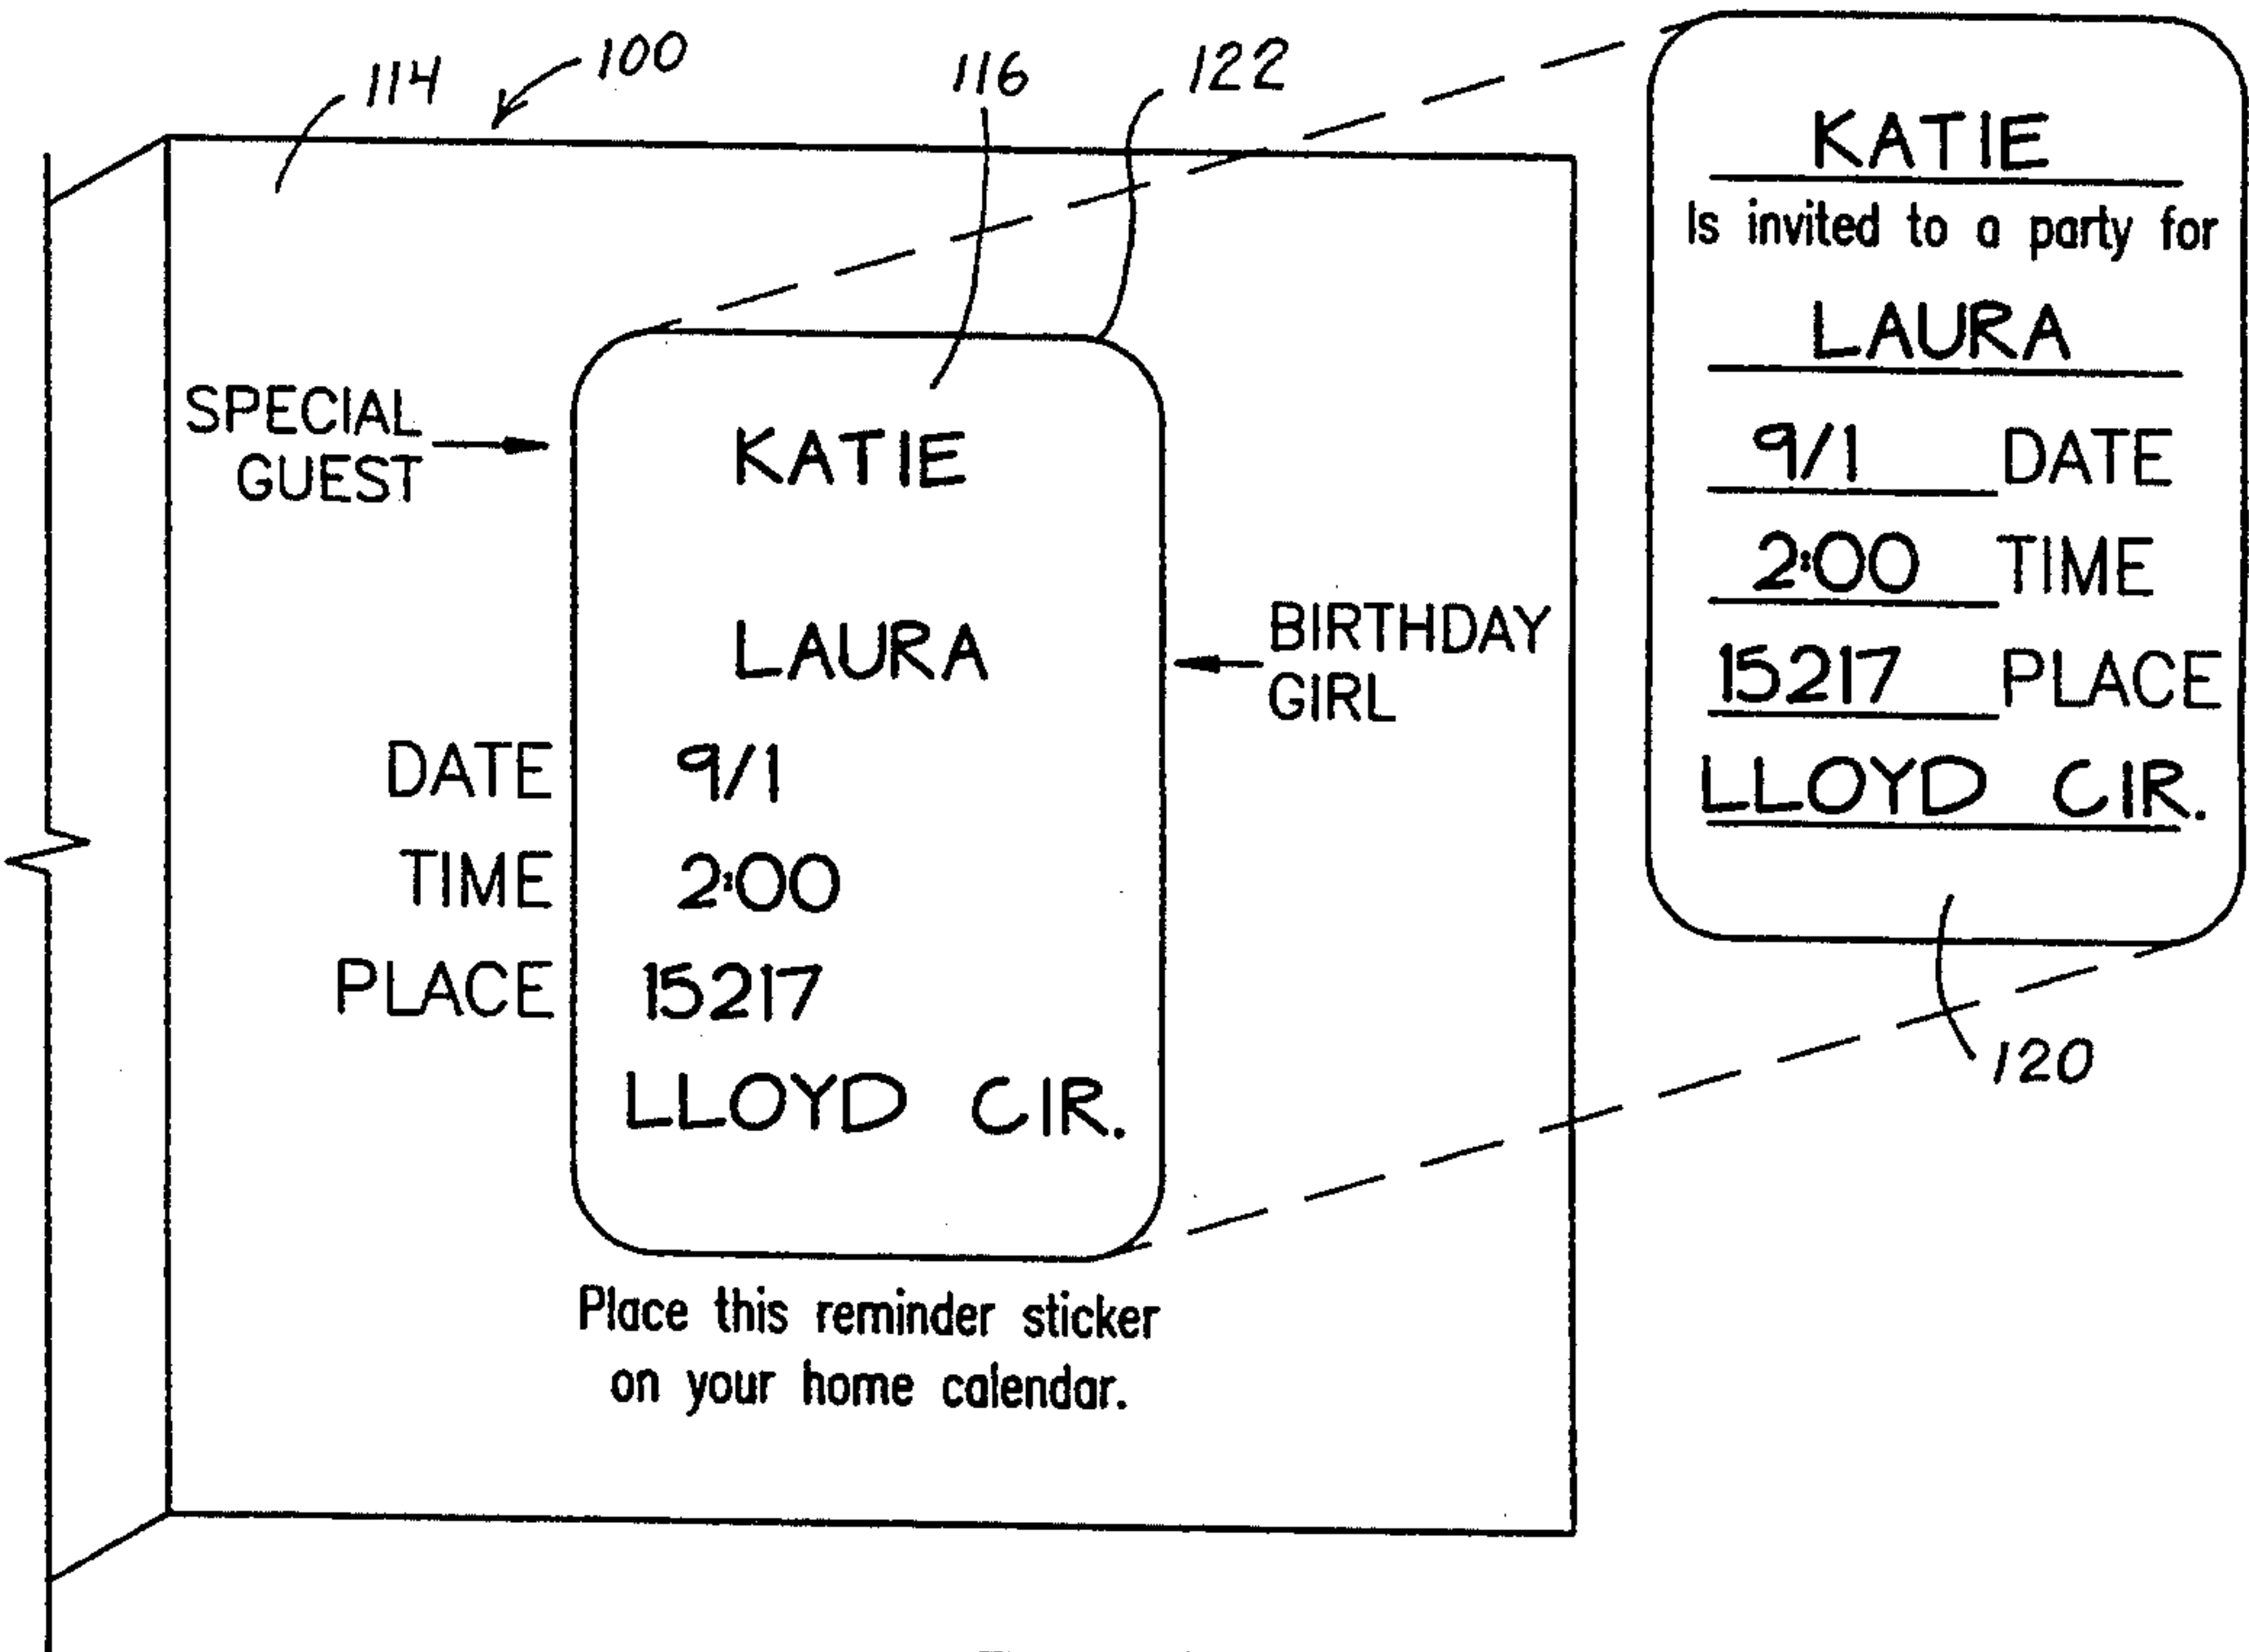 114
100
116
122
SPECIAL
GUEST
KATIE
LAURA
BIRTHDAY
GIRL
DATE 9/1
TIME 2:00
PLACE 15217
LLOYD CIR.
Place this reminder sticker
on your home calendar.
KATIE
Is invited to a party for
LAURA
9/1 DATE
2:00 TIME
15217 PLACE
LLOYD CIR.
120